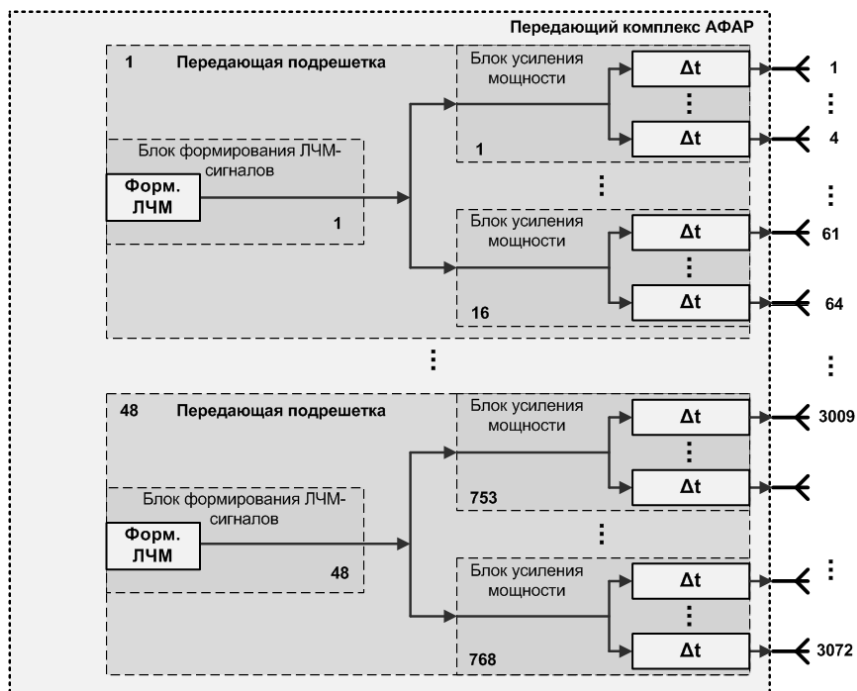 Передающий комплекс АФАР
1
Передающая подрешетка
Блок усиления
мощности
Δt
1
Δt
4
1
Блок формирования ЛЧМ-
сигналов
Форм.
ЛЧМ
1
Блок усиления
мощности
Δt
61
Δt
64
16
48
Передающая подрешетка
Блок усиления
мощности
Δt
3009
Δt
753
Блок формирования ЛЧМ-
сигналов
Форм.
ЛЧМ
48
Блок усиления
мощности
Δt
Δt
3072
768